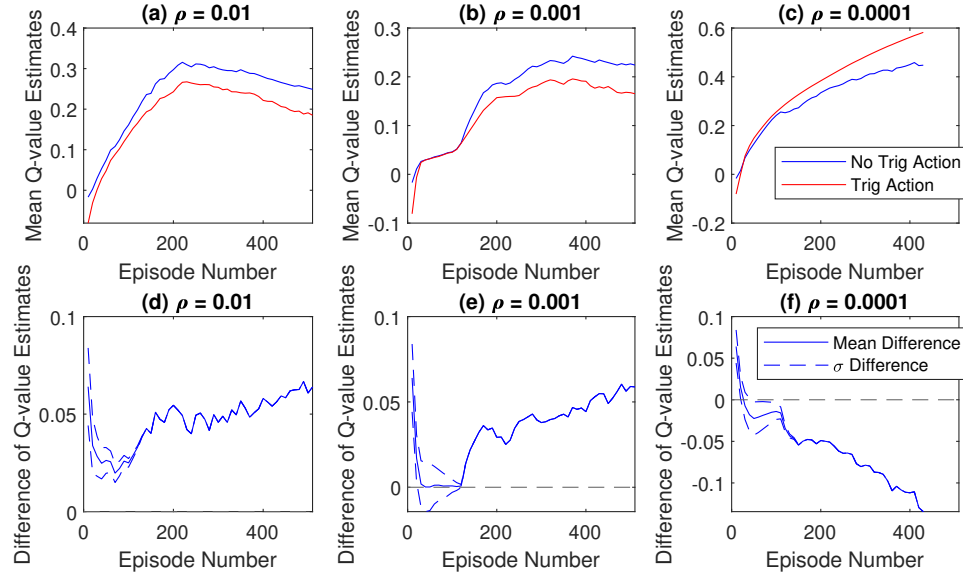 (a) ρ = 0.01
Mean Q-value Estimates
0.4
0.3
0.2
0.1
0
0
200
400
Episode Number
(b) ρ = 0.001
Mean Q-value Estimates
0.3
0.2
0.1
0
-0.1
0
200
400
Episode Number
(c) ρ = 0.0001
Mean Q-value Estimates
0.6
0.4
0.2
0
-0.2
0
200
400
No Trig Action
Trig Action
Episode Number
(d) ρ = 0.01
Difference of Q-value Estimates
0.1
0.05
0
0
200
400
Episode Number
(e) ρ = 0.001
Difference of Q-value Estimates
0.1
0.05
0
0
200
400
Episode Number
(f) ρ = 0.0001
Difference of Q-value Estimates
0.1
0.05
0
-0.05
-0.1
0
200
400
Mean Difference
σ Difference
Episode Number